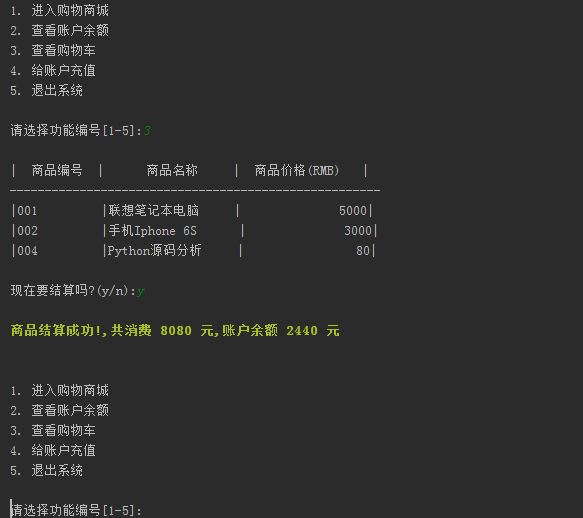 1. 进入购物商城
2. 查看账户余额
3. 查看购物车
4. 给账户充值
5. 退出系统
请选择功能编号[1-5]:3
| 商品编号 | 商品名称 | 商品价格(RMB) |
-----------------------------------------------------
|001 |联想笔记本电脑 | 5000|
|002 |手机Iphone 6S | 3000|
|004 |Python源码分析 | 80|
现在要结算吗?(y/n):y
商品结算成功!,共消费 8080 元,账户余额 2440 元
1. 进入购物商城
2. 查看账户余额
3. 查看购物车
4. 给账户充值
5. 退出系统
请选择功能编号[1-5]: